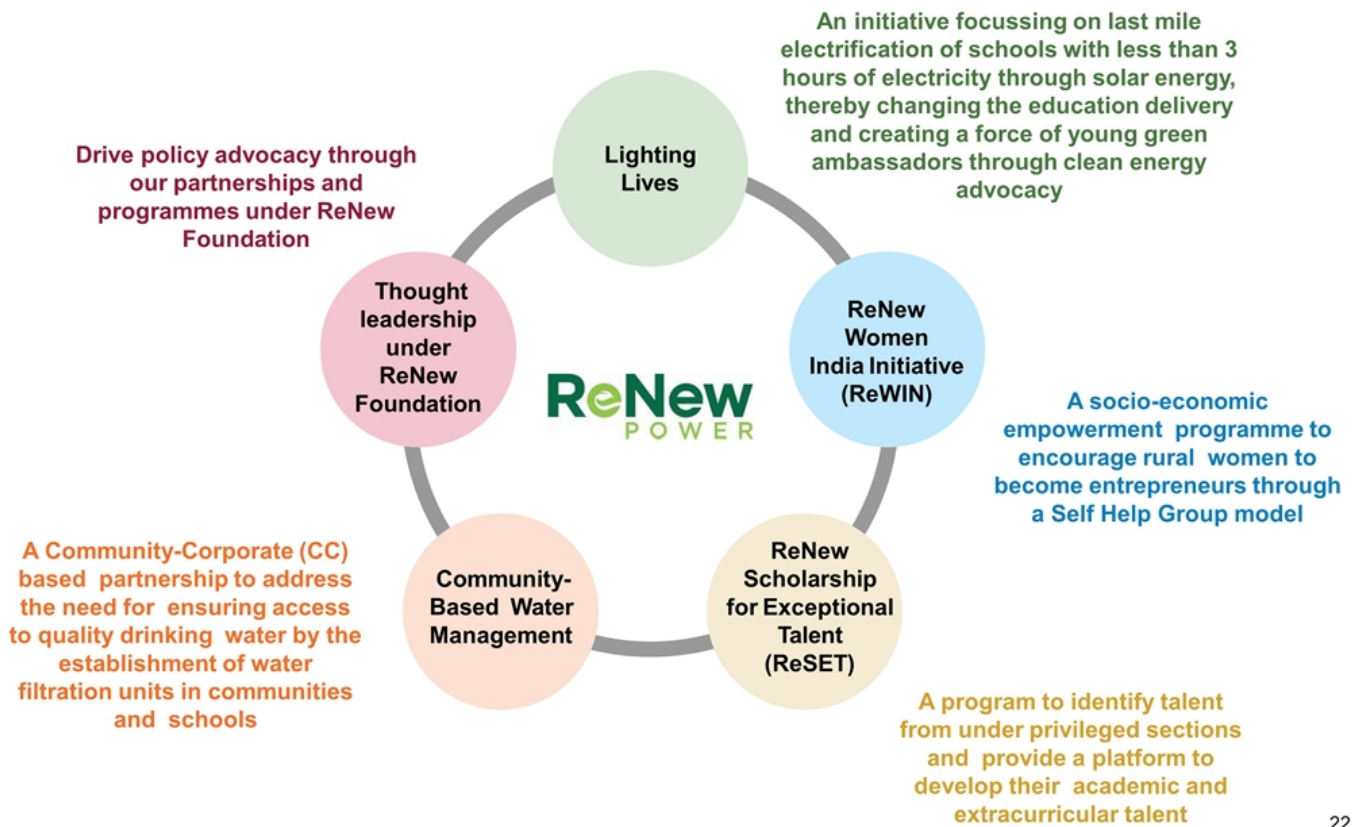 An initiative focussing on last mile
electrification of schools with less than 3
hours of electricity through solar energy,
thereby changing the education delivery
and creating a force of young green
ambassadors through clean energy
advocacy
Lighting
Lives
Drive policy advocacy through
our partnerships and
programmes under ReNew
Foundation
Thought
leadership
under
ReNew
Foundation
ReNew
Women
India Initiative
(ReWIN)
ReNew
POWER
A socio-economic
empowerment programme to
encourage rural women to
become entrepreneurs through
a Self Help Group model
A Community-Corporate (CC)
based partnership to address
the need for ensuring access
to quality drinking water by the
establishment of water
filtration units in communities
and schools
Community-
Based Water
Management
ReNew
Scholarship
for Exceptional
Talent
(ReSET)
A program to identify talent
from under privileged sections
and provide a platform to
develop their academic and
extracurricular talent
22